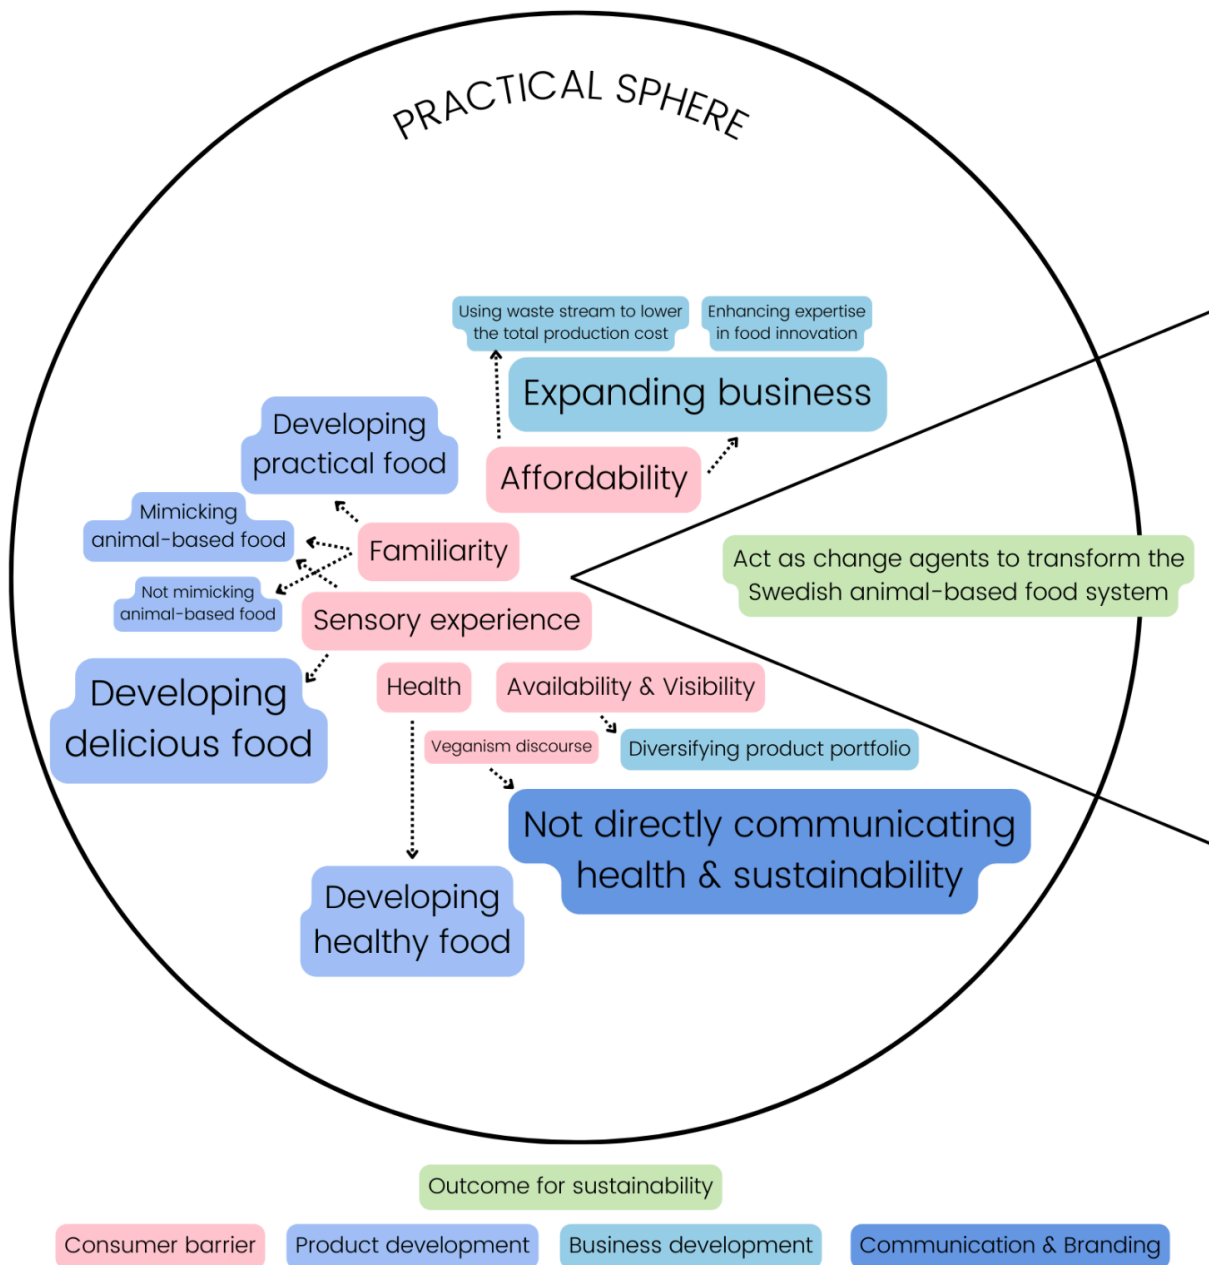 PRACTICAL SPHERE
Using waste stream to lower
the total production cost
Enhancing expertise
in food innovation
Expanding business
Developing
practical food
Affordability
Mimicking
animal-based food
Familiarity
Act as change agents to transform the
Swedish animal-based food system
Not mimicking
animal-based food
Sensory experience
Developing
delicious food
Health
Availability & Visibility
Veganism discourse
Diversifying product portfolio
Not directly communicating
health & sustainability
Developing
healthy food
Outcome for sustainability
Consumer barrier
Product development
Business development
Communication & Branding